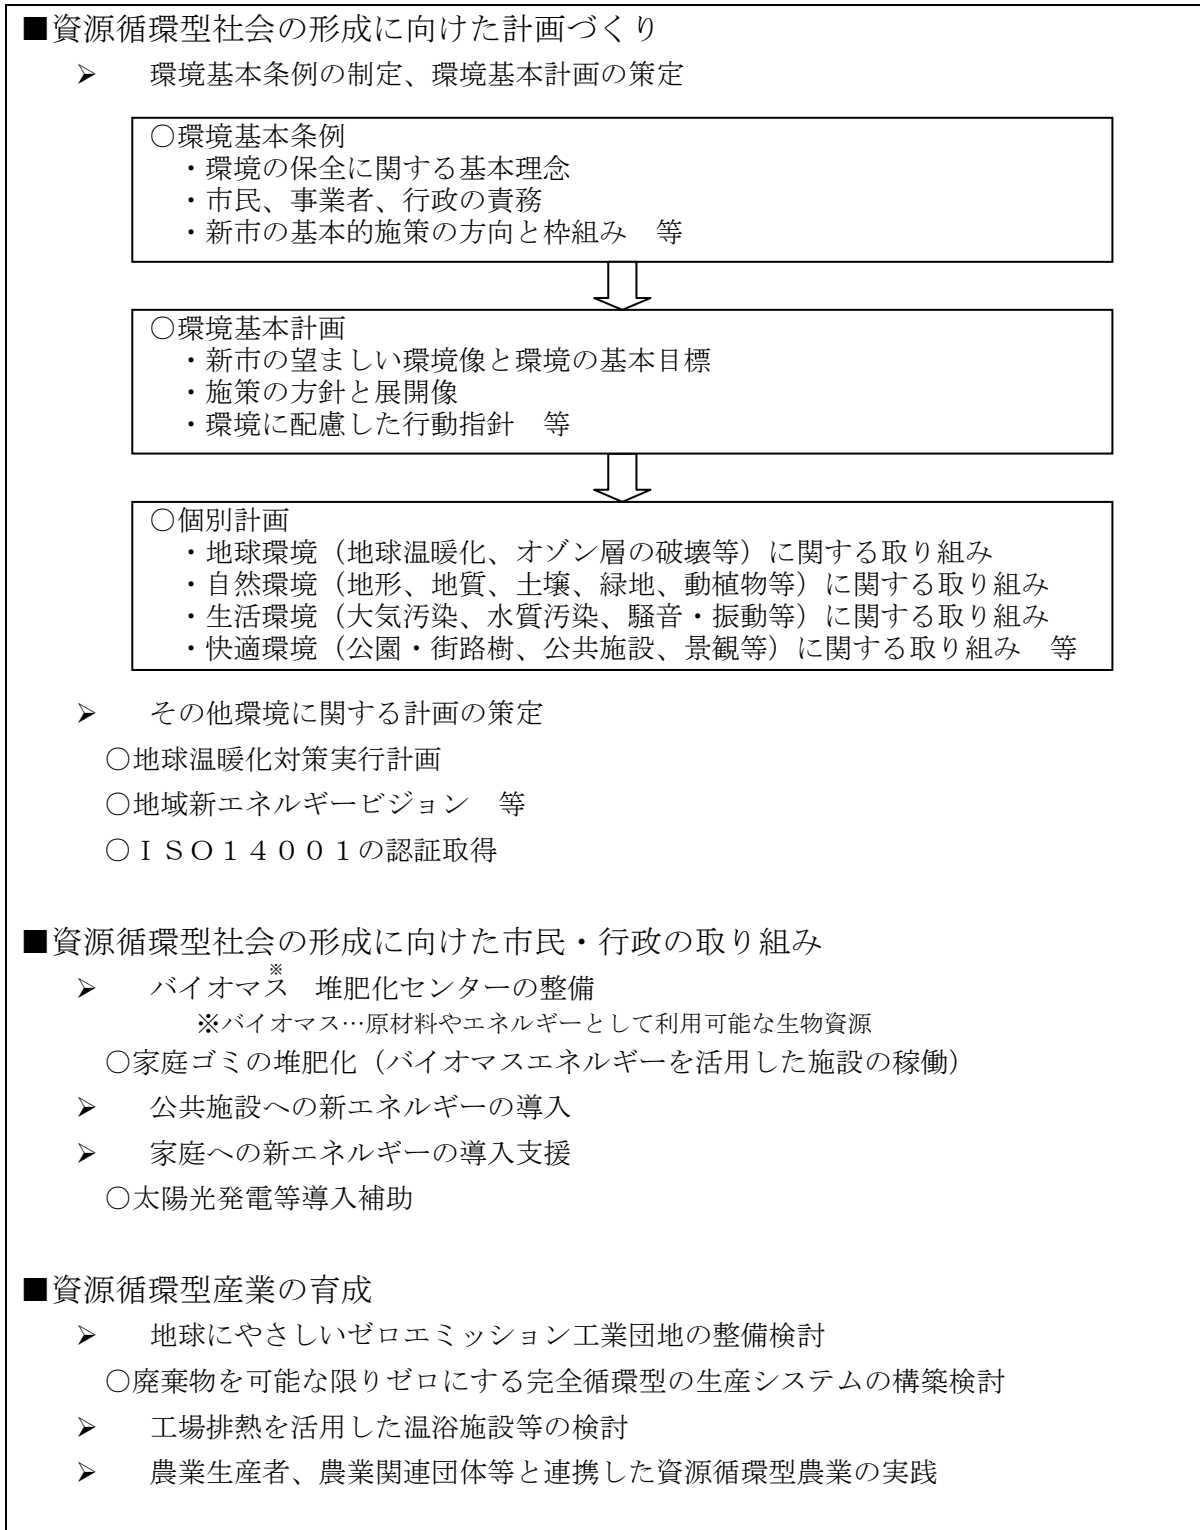 ■資源循環型社会の形成に向けた計画づくり
➢ 環境基本条例の制定、環境基本計画の策定
○環境基本条例
・環境の保全に関する基本理念
・市民、事業者、行政の責務
・新市の基本的施策の方向と枠組み　等
○環境基本計画
・新市の望ましい環境像と環境の基本目標
・施策の方針と展開像
・環境に配慮した行動指針　等
○個別計画
・地球環境（地球温暖化、オゾン層の破壊等）に関する取り組み
・自然環境（地形、地質、土壌、緑地、動植物等）に関する取り組み
・生活環境（大気汚染、水質汚染、騒音・振動等）に関する取り組み
・快適環境（公園・街路樹、公共施設、景観等）に関する取り組み　等
➢ その他環境に関する計画の策定
○地球温暖化対策実行計画
○地域新エネルギービジョン　等
○ＩＳＯ１４００１の認証取得
■資源循環型社会の形成に向けた市民・行政の取り組み
➢ バイオマス※　堆肥化センターの整備
※バイオマス…原材料やエネルギーとして利用可能な生物資源
○家庭ゴミの堆肥化（バイオマスエネルギーを活用した施設の稼働）
➢ 公共施設への新エネルギーの導入
➢ 家庭への新エネルギーの導入支援
○太陽光発電等導入補助
■資源循環型産業の育成
➢ 地球にやさしいゼロエミッション工業団地の整備検討
○廃棄物を可能な限りゼロにする完全循環型の生産システムの構築検討
➢ 工場排熱を活用した温浴施設等の検討
➢ 農業生産者、農業関連団体等と連携した資源循環型農業の実践